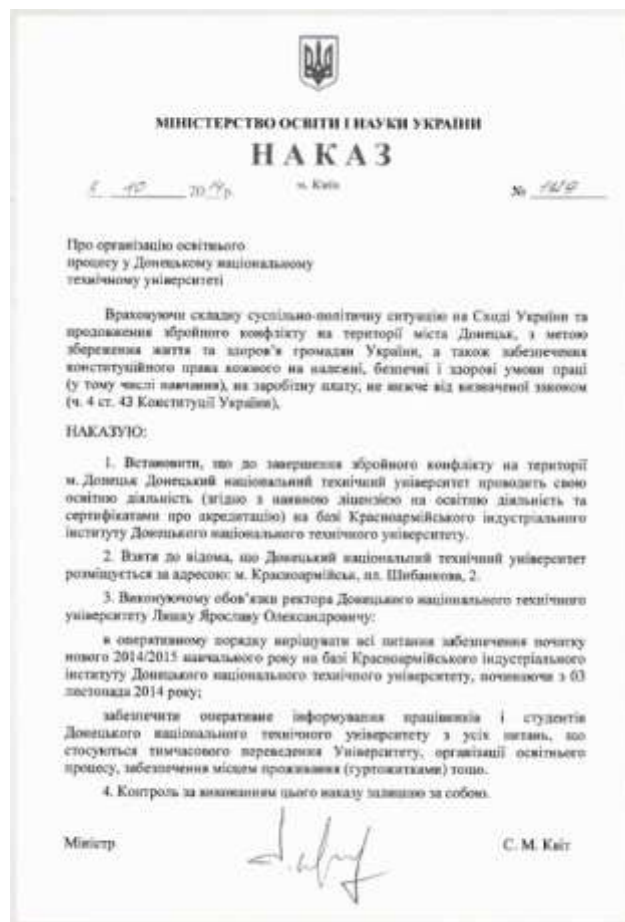 МІНІСТЕРСТВО ОСВІТИ І НАУКИ УКРАЇНИ
НАКАЗ
10 2014р.
м. Київ
№
Про організацію освітнього
процесу у Донецькому національному
технічному університеті
Враховуючи складну суспільно-політичну ситуацію на Сході України та
продовження збройного конфлікту на території міста Донецьк, з метою
збереження життя та здоров'я громадян України, а також забезпечення
конституційного права кожного на належні, безпечні і здорові умови праці
(у тому числі навчання), на заробітну плату, не нижче від визначеної законом
(ч. 4 ст. 43 Конституції України),
НАКАЗУЮ:
1. Встановити, що до завершення збройного конфлікту на території
м. Донецьк Донецький національний технічний університет проводить свою
освітню діяльність (згідно з наявною ліцензією на освітню діяльність та
сертифікатами про акредитацію) на базі Красноармійського індустріального
інституту Донецького національного технічного університету.
2. Взяти до відома, що Донецький національний технічний університет
розміщується за адресою: м. Красноармійськ, пл. Шибанкова, 2.
3. Виконуючому обов'язки ректора Донецького національного технічного
університету Ляшку Ярославу Олександровичу:
в оперативному порядку вирішувати всі питання забезпечення початку
нового 2014/2015 навчального року на базі Красноармійського індустріального
інституту Донецького національного технічного університету, починаючи з 03
листопада 2014 року;
забезпечити оперативне інформування працівників і студентів
Донецького національного технічного університету з усіх питань, що
стосуються тимчасового переведення Університету, організації освітнього
процесу, забезпечення місцем проживання (гуртожитками) тощо.
4. Контроль за виконанням цього наказу залишаю за собою.
Міністр
С. М. Квіт